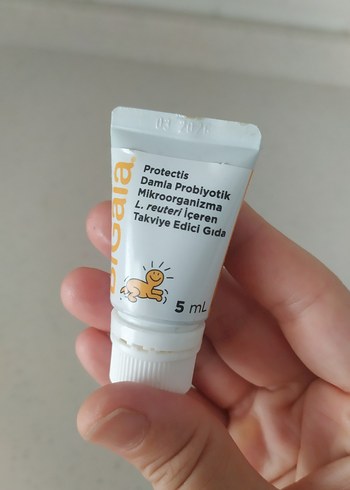 Protectis
Damla Probiyotik
Mikroorganizma
L. reuteri İçeren
Takviye Edici Gıda
5 mL